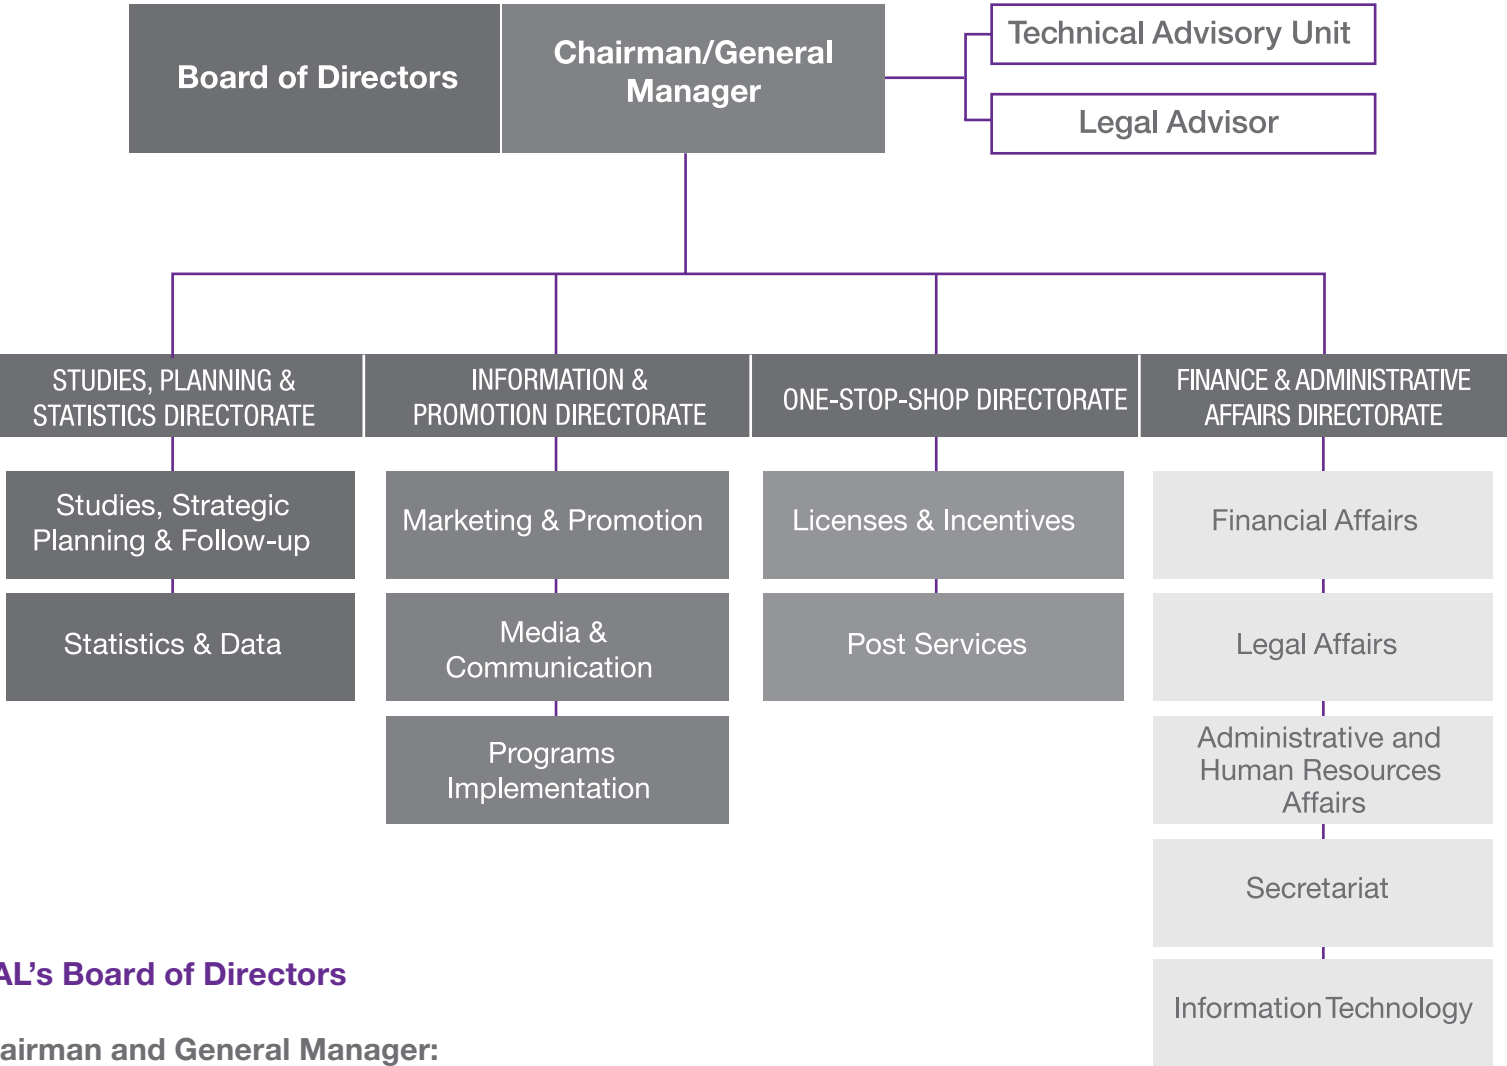 Board of Directors
Chairman/General
Manager
Technical Advisory Unit
Legal Advisor
STUDIES, PLANNING &
STATISTICS DIRECTORATE
INFORMATION &
PROMOTION DIRECTORATE
ONE-STOP-SHOP DIRECTORATE
FINANCE & ADMINISTRATIVE
AFFAIRS DIRECTORATE
Studies, Strategic
Planning & Follow-up
Statistics & Data
Marketing & Promotion
Media &
Communication
Programs
Implementation
Licenses & Incentives
Post Services
Financial Affairs
Legal Affairs
Administrative and
Human Resources
Affairs
Secretariat
Information Technology
AL's Board of Directors
airman and General Manager: